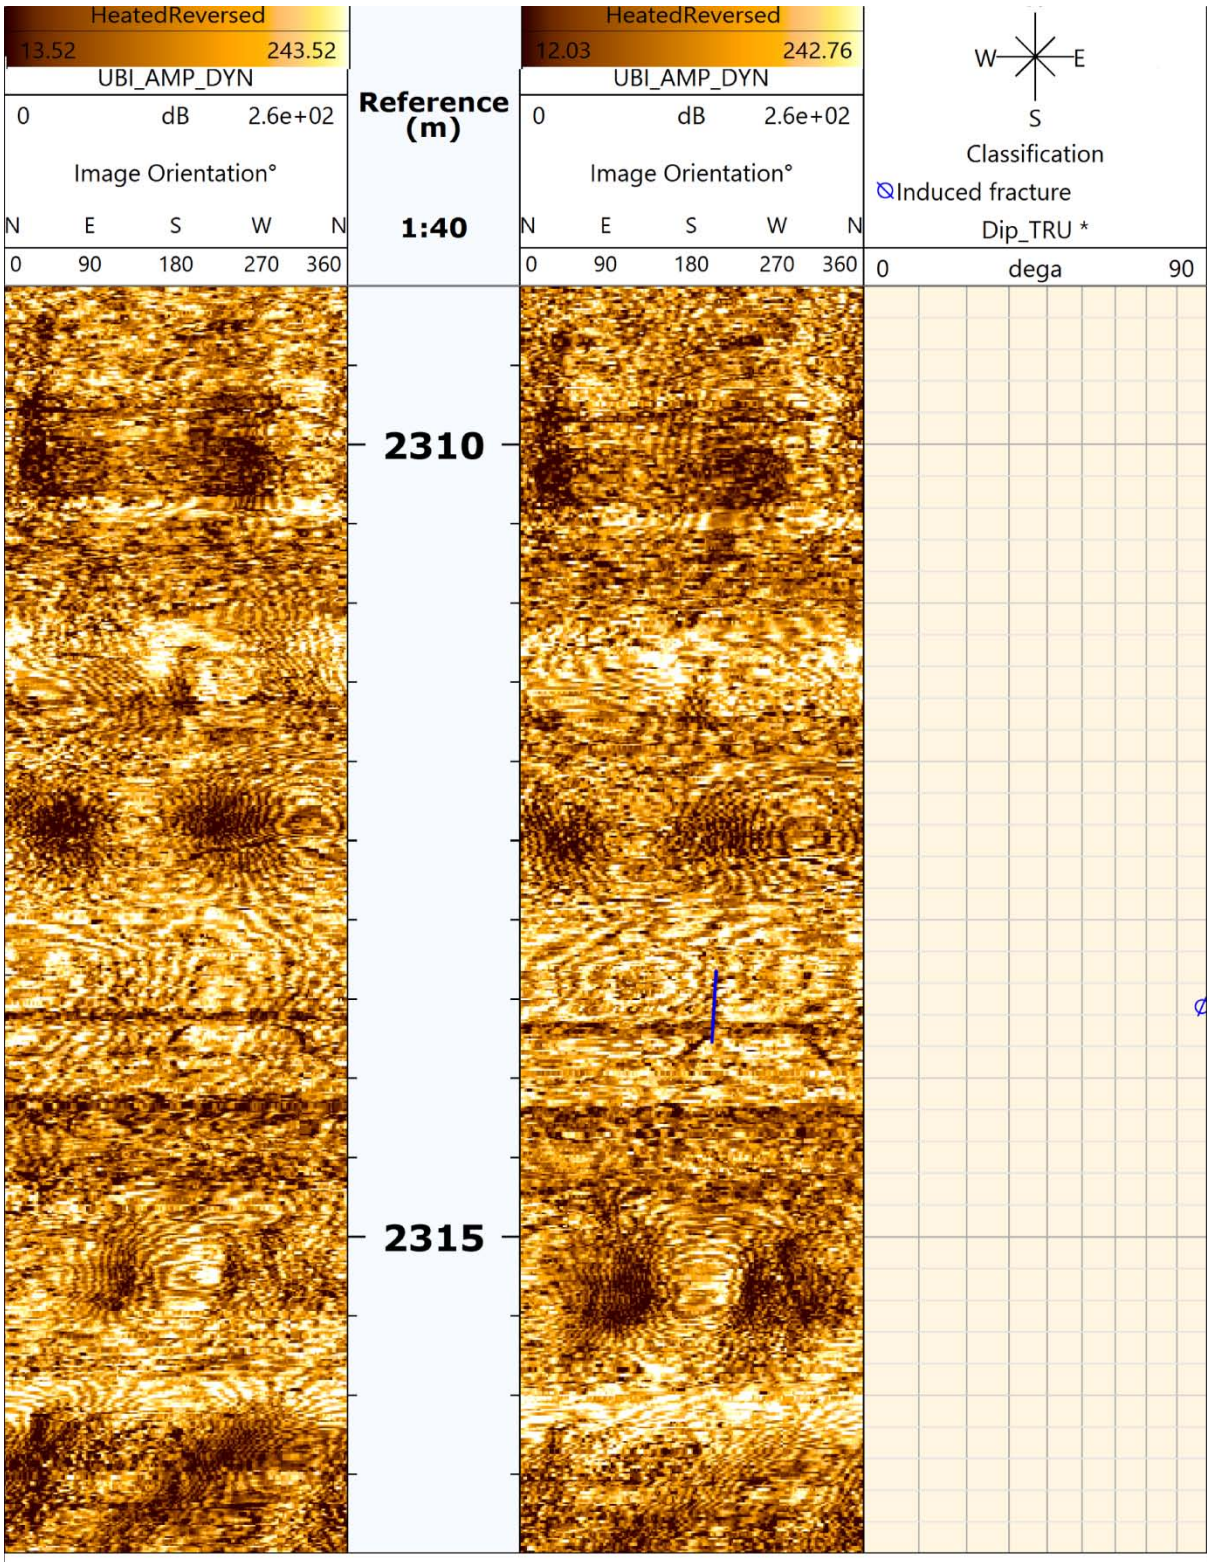 HeatedReversed
13.52 243.52
UBI_AMP_DYN
0 dB 2.6e+02
Image Orientation°
N E S W N
0 90 180 270 360
Reference
(m)
1:40
2310
2315
HeatedReversed
12.03 242.76
UBI_AMP_DYN
0 dB 2.6e+02
Image Orientation°
N E S W N
0 90 180 270 360
W E
S
Classification
Induced fracture
Dip_TRU *
0 dega 90